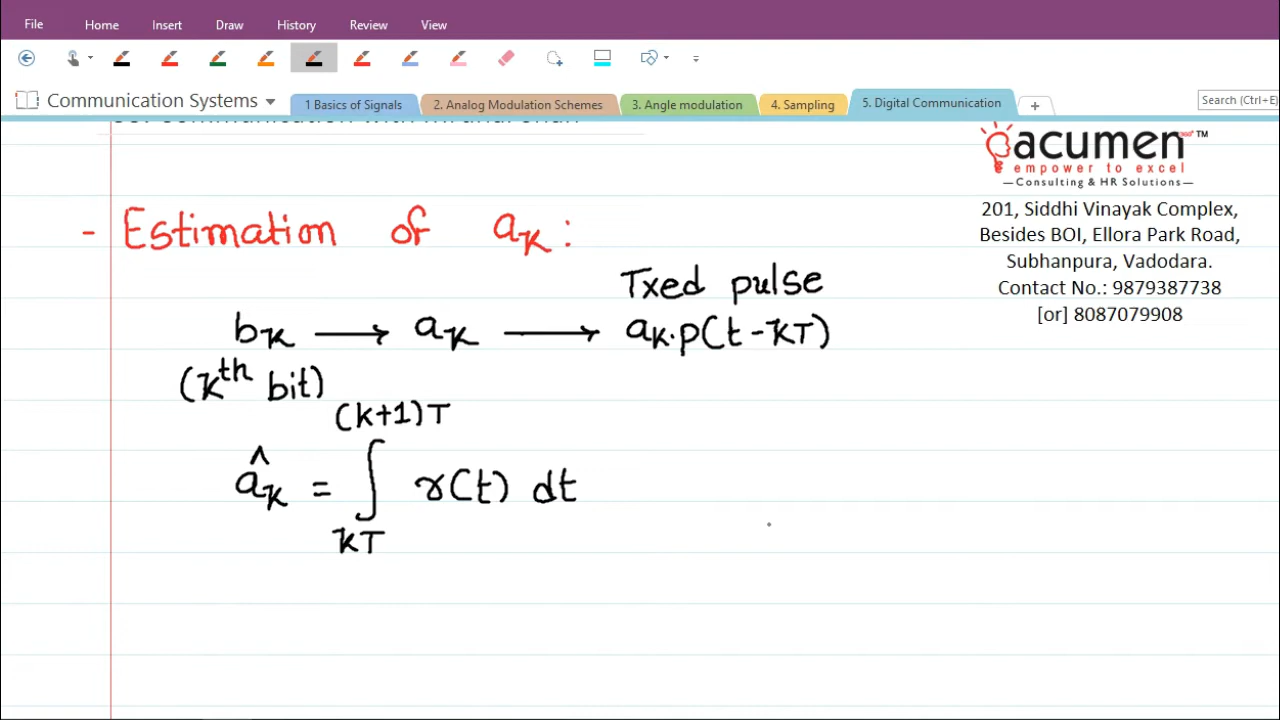 File Home Insert Draw History Review View
Communication Systems 1 Basics of Signals 2. Analog Modulation Schemes 3. Angle modulation 4. Sampling 5. Digital Communication + Search (Ctrl+E)
acumen 360° ™
empower to excel
Consulting & HR Solutions
201, Siddhi Vinayak Complex,
Besides BOI, Ellora Park Road,
Subhanpura, Vadodara.
Contact No.: 9879387738
[or] 8087079908
- Estimation of aₖ:
Txed pulse
bₖ → aₖ → aₖ.p(t-kT)
(kᵗʰ bit)
(k+1)T
âₖ = ∫ r(t) dt
kT